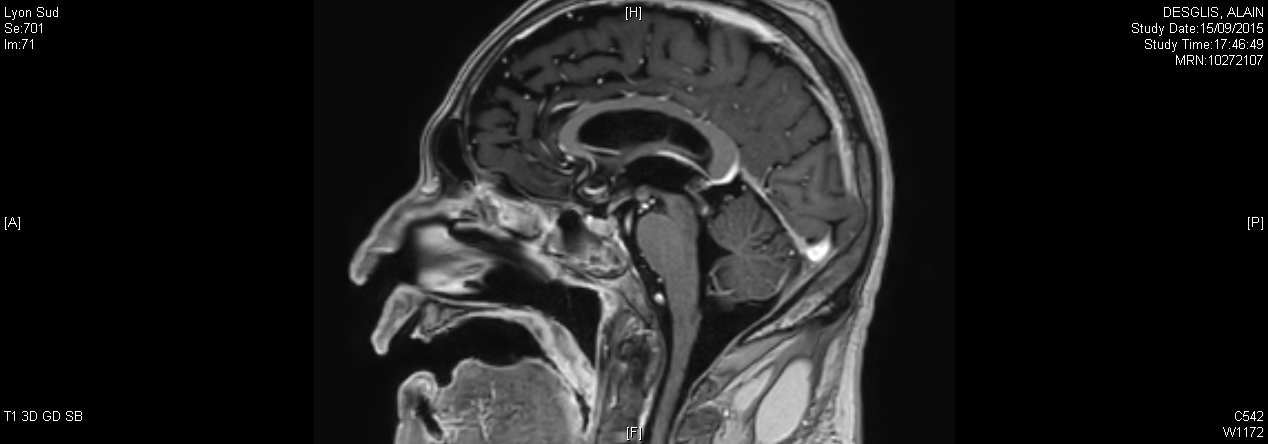 Lyon Sud
Se:701
Im:71
[H]
DESGLIS, ALAIN
Study Date:15/09/2015
Study Time:17:46:49
MRN:10272107
[A]
[P]
T1 3D GD SB
[F]
C542
W1172